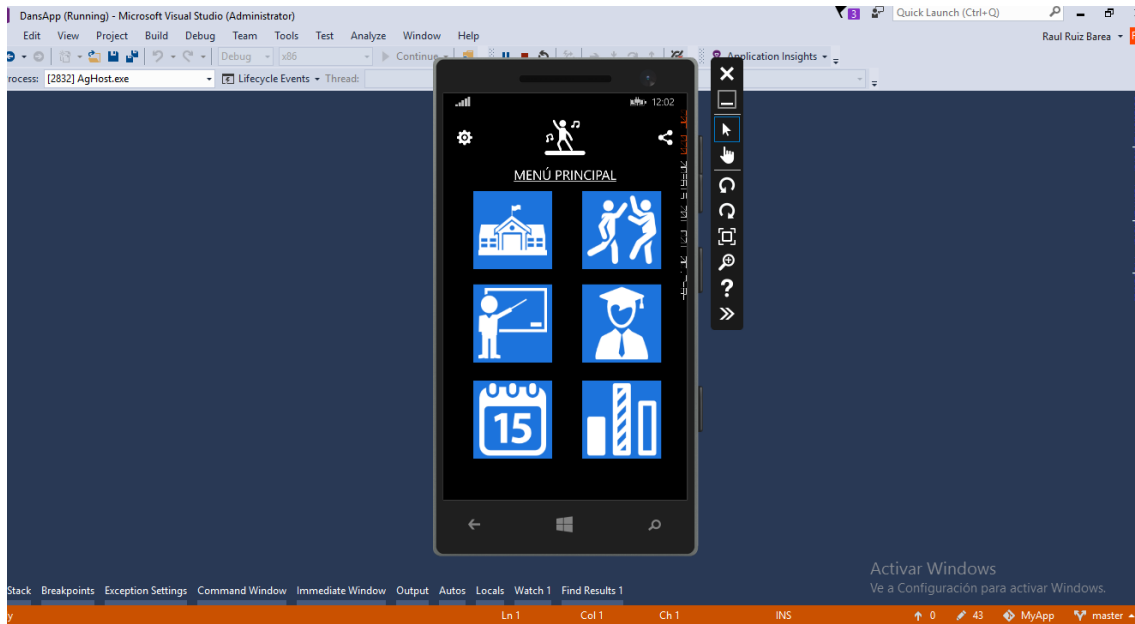 DansApp (Running) - Microsoft Visual Studio (Administrator)
3
Quick Launch (Ctrl+Q)
Edit View Project Build Debug Team Tools Test Analyze Window Help
Raul Ruiz Barea
Debug x86 Continue Application Insights
rocess: [2832] AgHost.exe Lifecycle Events Thread:
12:02
MENÚ PRINCIPAL
15
Activar Windows
Ve a Configuración para activar Windows.
Stack Breakpoints Exception Settings Command Window Immediate Window Output Autos Locals Watch 1 Find Results 1
y Ln 1 Col 1 Ch 1 INS 0 43 MyApp master